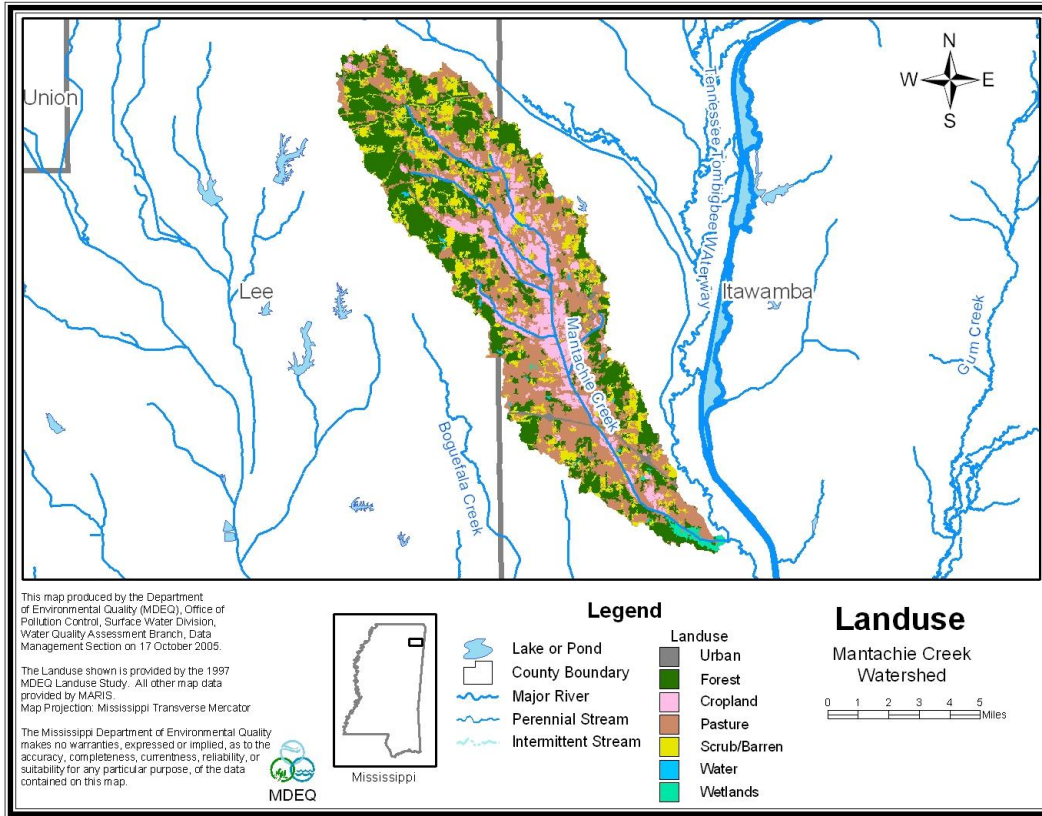 Union
Lee
Itawamba
Tennessee Tombigbee WAterway
Mantachie Creek
Boguefala Creek
Gum Creek
N
W
E
S
This map produced by the Department
of Environmental Quality (MDEQ), Office of
Pollution Control, Surface Water Division,
Water Quality Assessment Branch, Data
Management Section on 17 October 2005.
The Landuse shown is provided by the 1997
MDEQ Landuse Study. All other map data
provided by MARIS.
Map Projection: Mississippi Transverse Mercator
The Mississippi Department of Environmental Quality
makes no warranties, expressed or implied, as to the
accuracy, completeness, currentness, reliability, or
suitability for any particular purpose, of the data
contained on this map.
MDEQ
Mississippi
Legend
Lake or Pond
County Boundary
Major River
Perennial Stream
Intermittent Stream
Landuse
Urban
Forest
Cropland
Pasture
Scrub/Barren
Water
Wetlands
Landuse
Mantachie Creek
Watershed
0 1 2 3 4 5
Miles